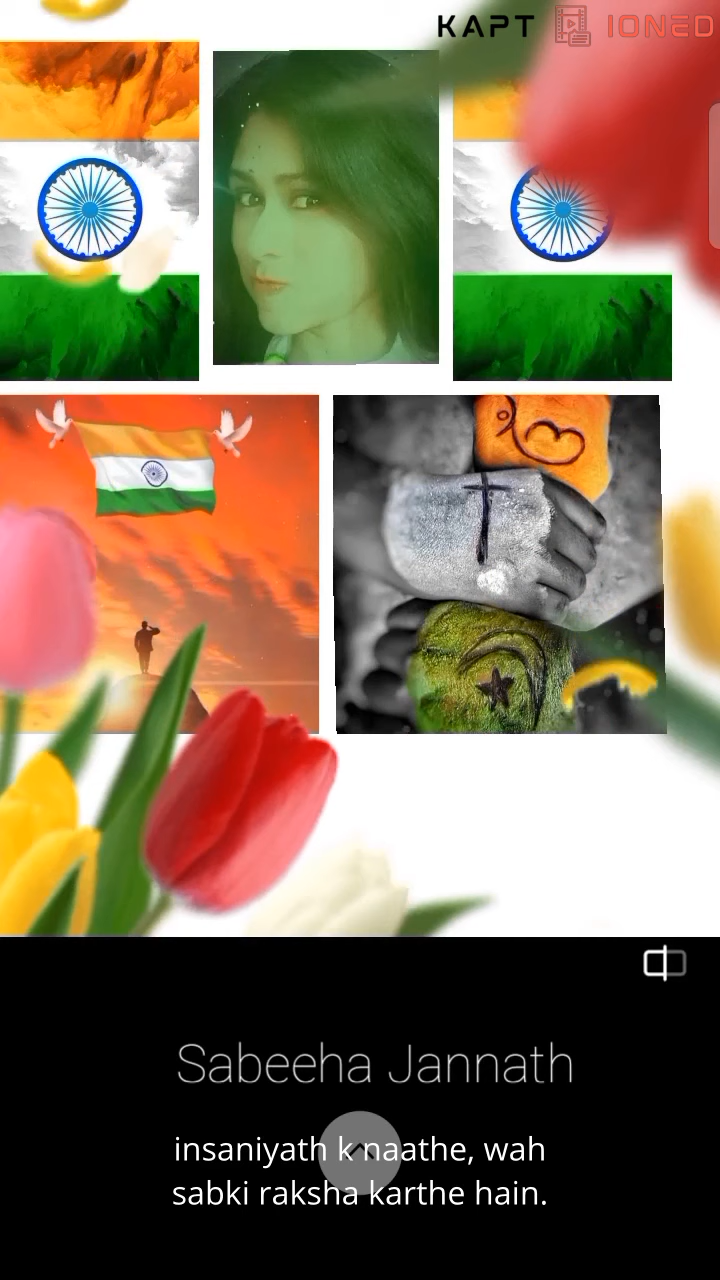 KAPT IONED
Sabeeha Jannath
insaniyath k naathe, wah
sabki raksha karthe hain.